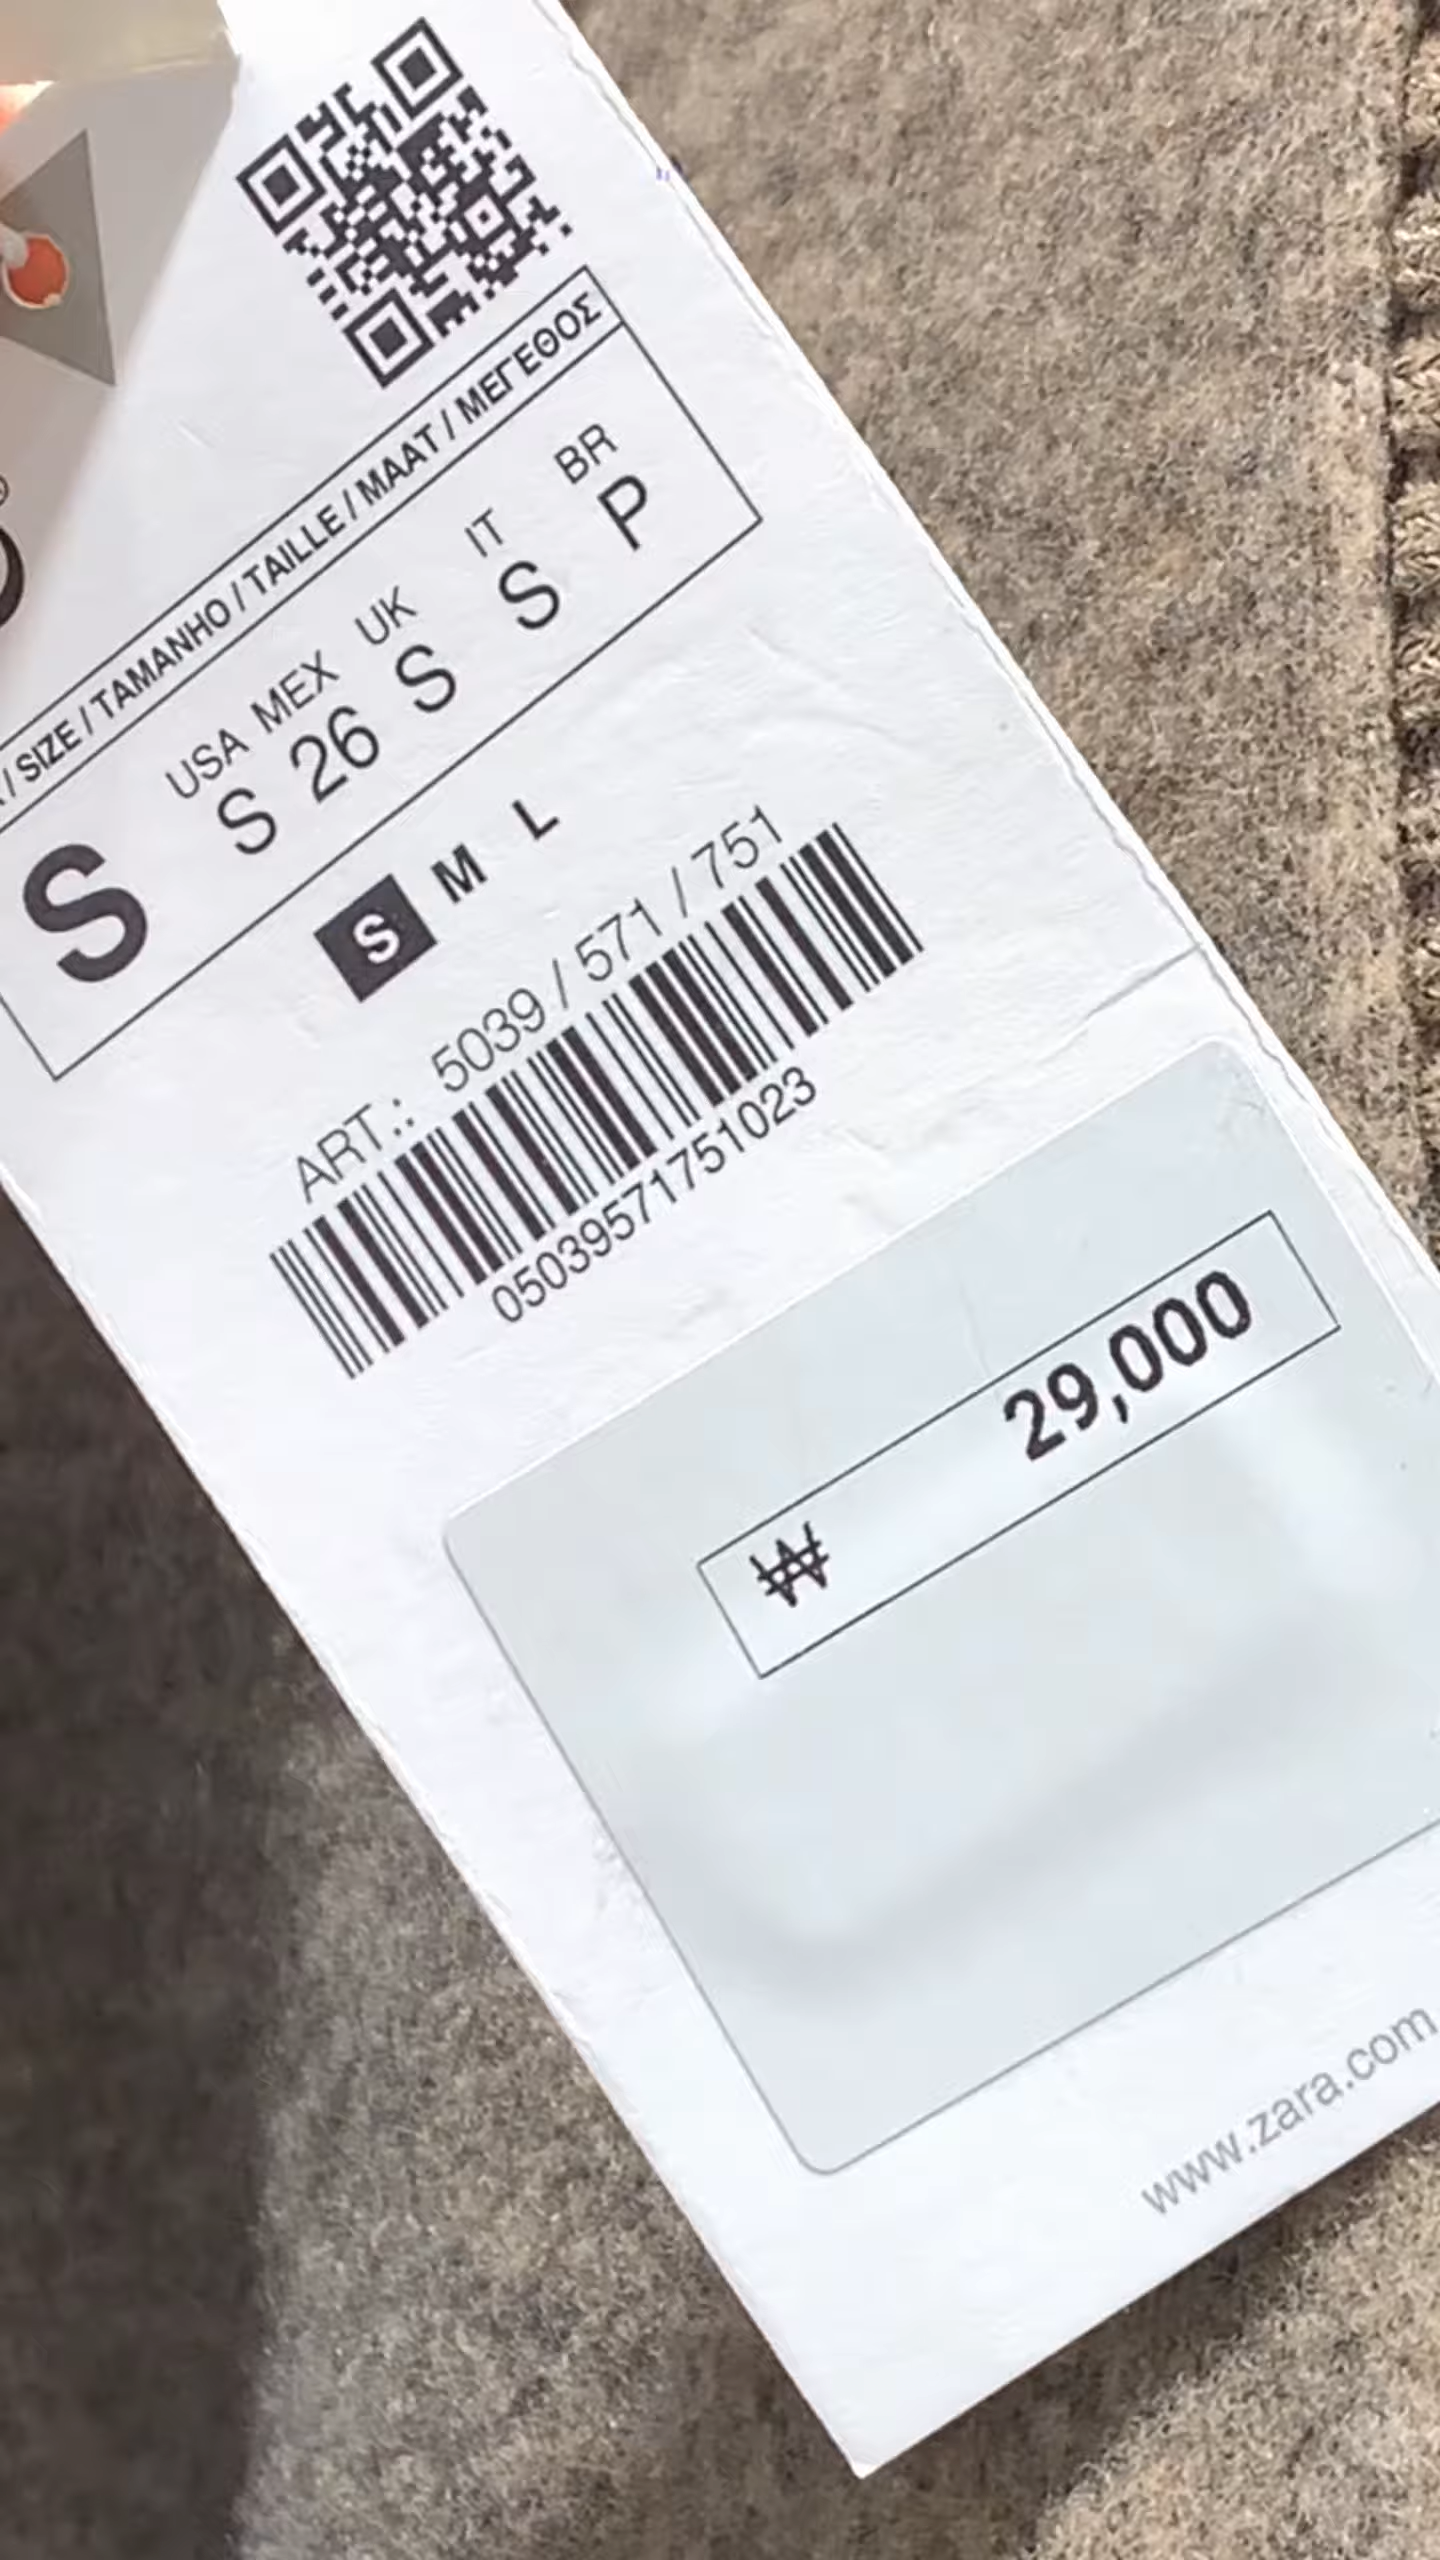 / SIZE / TAMANHO / TAILLE / MAAT / ΜΕΓΕΘΟΣ
USA MEX UK IT BR
S S 26 S S P
S M L
ART.: 5039 / 571 / 751
05039571751023
₩ 29,000
www.zara.com